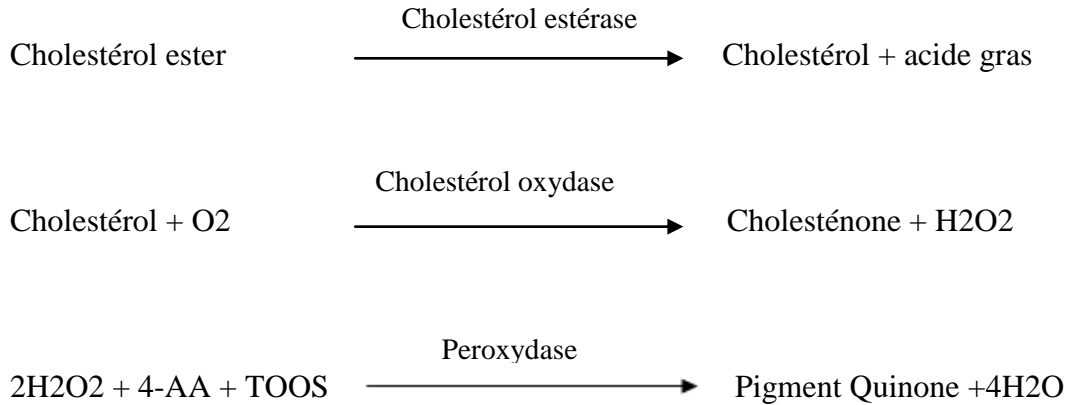 Cholestérol estérase
Cholestérol ester Cholestérol + acide gras
Cholestérol oxydase
Cholestérol + O2 Cholesténone + H2O2
Peroxydase
2H2O2 + 4-AA + TOOS Pigment Quinone +4H2O